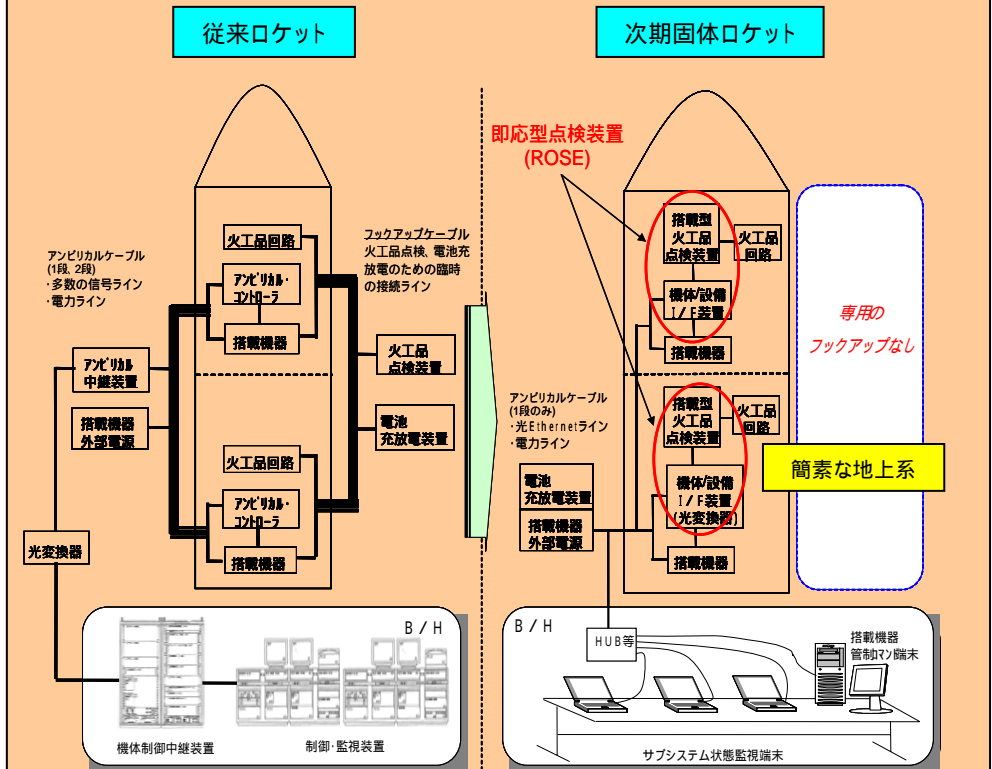 従来ロケット
アンビリカルケーブル
(1段、2段)
・多数の信号ライン
・電力ライン
フックアップケーブル
火工品点検、電池充
放電のための臨時
の接続ライン
火工品回路
アンビリカル・
コントローラ
搭載機器
アンビリカル
中継装置
搭載機器
外部電源
火工品
点検装置
電池
充放電装置
火工品回路
アンビリカル・
コントローラ
搭載機器
光変換器
B / H
機体制御中継装置
制御・監視装置
次期固体ロケット
即応型点検装置
(ROSE)
搭載型
火工品
点検装置
火工品
回路
機体/設備
I / F装置
搭載機器
専用の
フックアップなし
アンビリカルケーブル
(1段のみ)
・光Ethernetライン
・電力ライン
搭載型
火工品
点検装置
火工品
回路
簡素な地上系
電池
充放電装置
搭載機器
外部電源
機体/設備
I / F装置
(光変換器)
搭載機器
B / H
HUB等
搭載機器
管制コマンド端末
サブシステム状態監視端末